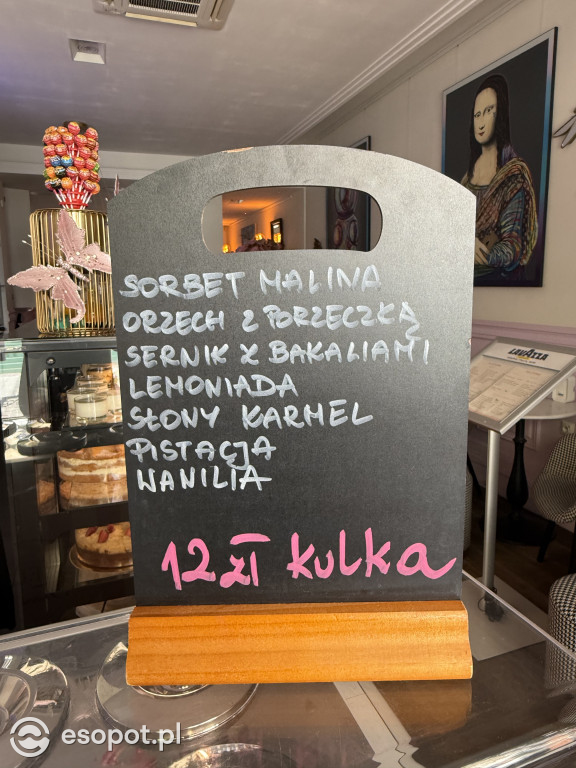 SORBET MALINA
ORZECH Z PORZECZKĄ
SERNIK Z BAKALIAMI
LEMONIADA
SŁONY KARMEL
PISTACJA
WANILIA
12 zł kulka
LAVAZZA
esopot.pl